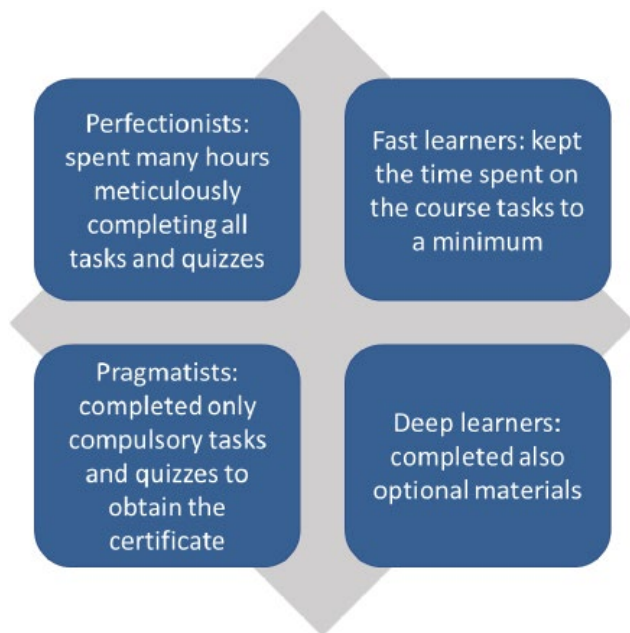 Perfectionists:
spent many hours
meticulously
completing all
tasks and quizzes
Fast learners: kept
the time spent on
the course tasks to
a minimum
Pragmatists:
completed only
compulsory tasks
and quizzes to
obtain the
certificate
Deep learners:
completed also
optional materials